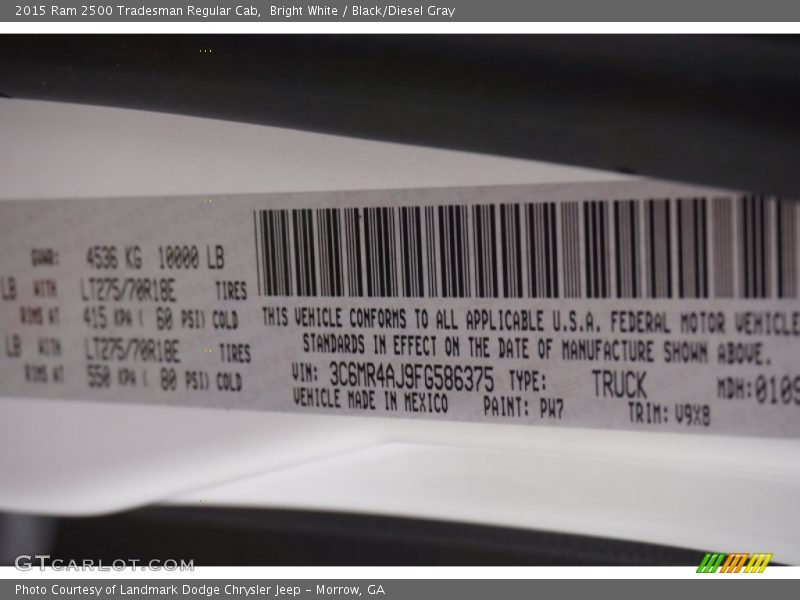 2015 Ram 2500 Tradesman Regular Cab,  Bright White / Black/Diesel Gray
GVWR: 4536 KG 10000 LB
LB WITH LT275/70R18E TIRES
RIMS AT 415 KPA ( 60 PSI) COLD
LB WITH LT275/70R18E TIRES
RIMS AT 550 KPA ( 80 PSI) COLD
THIS VEHICLE CONFORMS TO ALL APPLICABLE U.S.A. FEDERAL MOTOR VEHICLE
STANDARDS IN EFFECT ON THE DATE OF MANUFACTURE SHOWN ABOVE.
VIN: 3C6MR4AJ9FG586375 TYPE: TRUCK MDH: 0109
VEHICLE MADE IN MEXICO PAINT: PW7 TRIM: V9X8
GTCARLOT.COM
Photo Courtesy of Landmark Dodge Chrysler Jeep - Morrow, GA